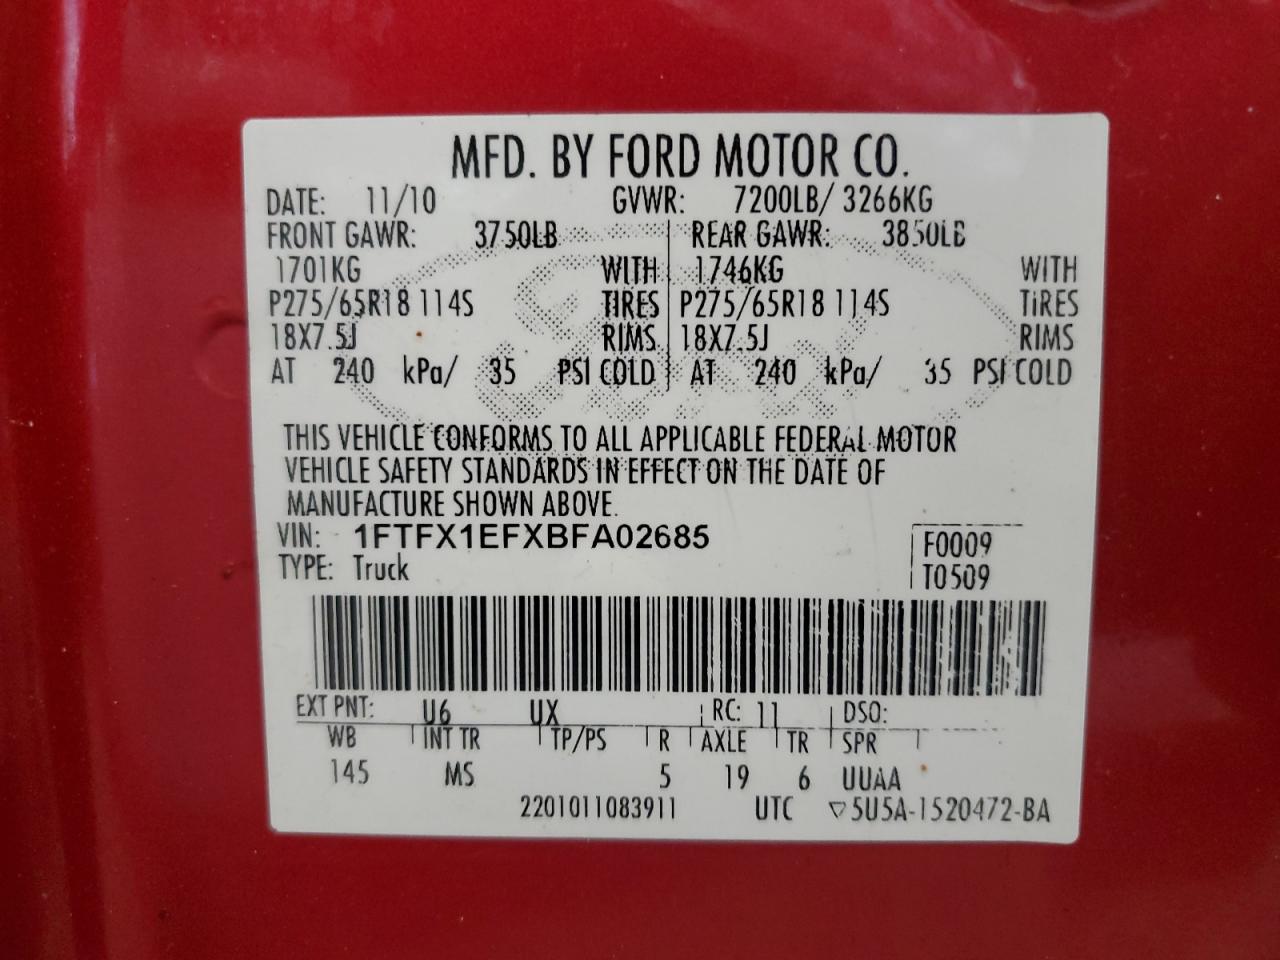 MFD. BY FORD MOTOR CO.
DATE: 11/10 GVWR: 7200LB/ 3266KG
FRONT GAWR: 3750LB REAR GAWR: 3850LB
1701KG WITH 1746KG WITH
P275/65R18 114S TIRES P275/65R18 114S TIRES
18X7.5J RIMS 18X7.5J RIMS
AT 240 kPa/ 35 PSI COLD AT 240 kPa/ 35 PSI COLD
THIS VEHICLE CONFORMS TO ALL APPLICABLE FEDERAL MOTOR
VEHICLE SAFETY STANDARDS IN EFFECT ON THE DATE OF
MANUFACTURE SHOWN ABOVE.
VIN: 1FTFX1EFXBFA02685 F0009
TYPE: Truck T0509
EXT PNT: U6 UX RC: 11 DSO:
WB INT TR TP/PS R AXLE TR SPR
145 MS 5 19 6 UUAA
2201011083911 UTC ▽5U5A-1520472-BA